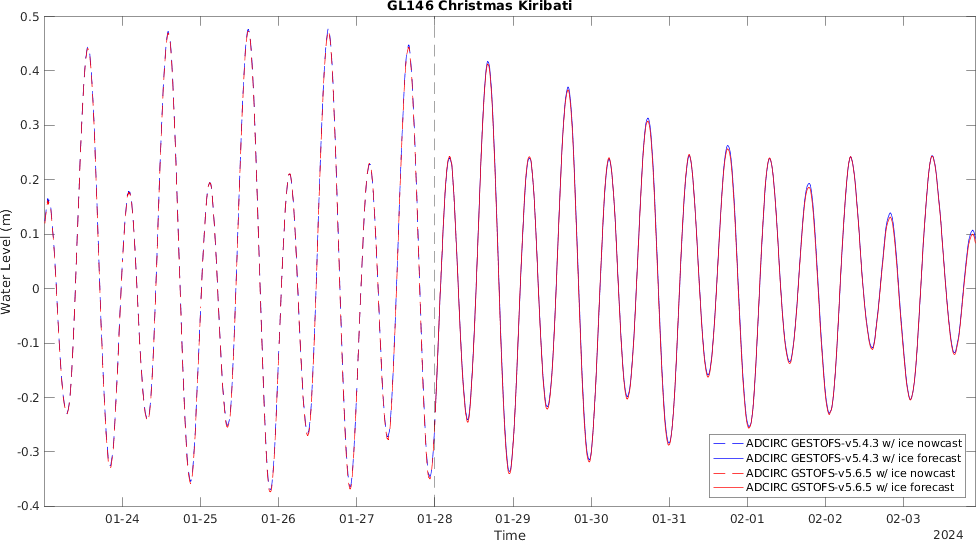 GL146 Christmas Kiribati
0.5
0.4
0.3
0.2
0.1
0
-0.1
-0.2
-0.3
-0.4
Water Level (m)
01-24 01-25 01-26 01-27 01-28 01-29 01-30 01-31 02-01 02-02 02-03
Time
2024
ADCIRC GESTOFS-v5.4.3 w/ ice nowcast
ADCIRC GESTOFS-v5.4.3 w/ ice forecast
ADCIRC GSTOFS-v5.6.5 w/ ice nowcast
ADCIRC GSTOFS-v5.6.5 w/ ice forecast